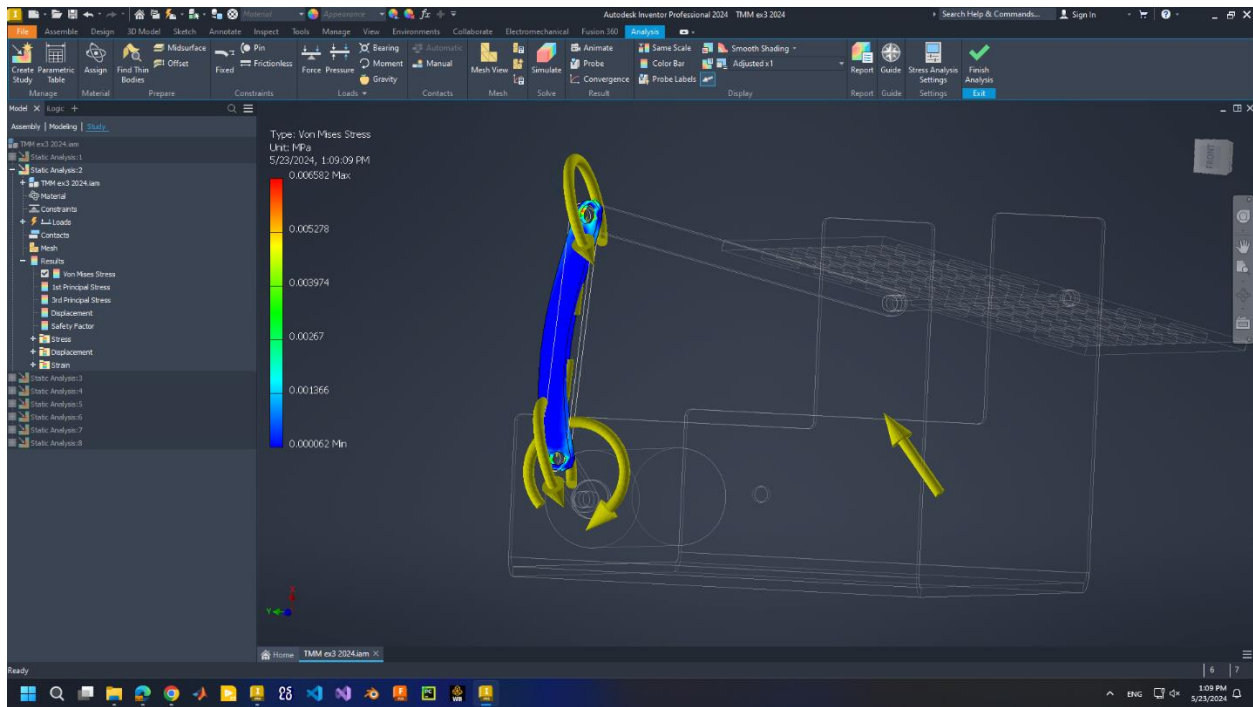 Material
Appearance
Autodesk Inventor Professional 2024 TMM ex3 2024
Search Help & Commands...
Sign In
File Assemble Design 3D Model Sketch Annotate Inspect Tools Manage View Environments Collaborate Electromechanical Fusion 360 Analysis
Create Study
Parametric Table
Assign
Find Thin Bodies
Midsurface
Offset
Fixed
Pin
Frictionless
Force
Pressure
Bearing
Moment
Gravity
Automatic
Manual
Mesh View
Simulate
Animate
Probe
Convergence
Same Scale
Color Bar
Probe Labels
Smooth Shading
Adjusted x1
Report
Guide
Stress Analysis Settings
Finish Analysis
Manage Material Prepare Constraints Loads Contacts Mesh Solve Result Display Report Guide Settings Exit
Model × iLogic +
Assembly | Modeling | Study
TMM ex3 2024.iam
Static Analysis:1
Static Analysis:2
TMM ex3 2024.iam
Material
Constraints
Loads
Contacts
Mesh
Results
Von Mises Stress
1st Principal Stress
3rd Principal Stress
Displacement
Safety Factor
Stress
Displacement
Strain
Static Analysis:3
Static Analysis:4
Static Analysis:5
Static Analysis:6
Static Analysis:7
Static Analysis:8
Type: Von Mises Stress
Unit: MPa
5/23/2024, 1:09:09 PM
0.006582 Max
0.005278
0.003974
0.00267
0.001366
0.000062 Min
FRONT
Y
Home TMM ex3 2024.iam ×
Ready
6 7
ENG
1:09 PM
5/23/2024